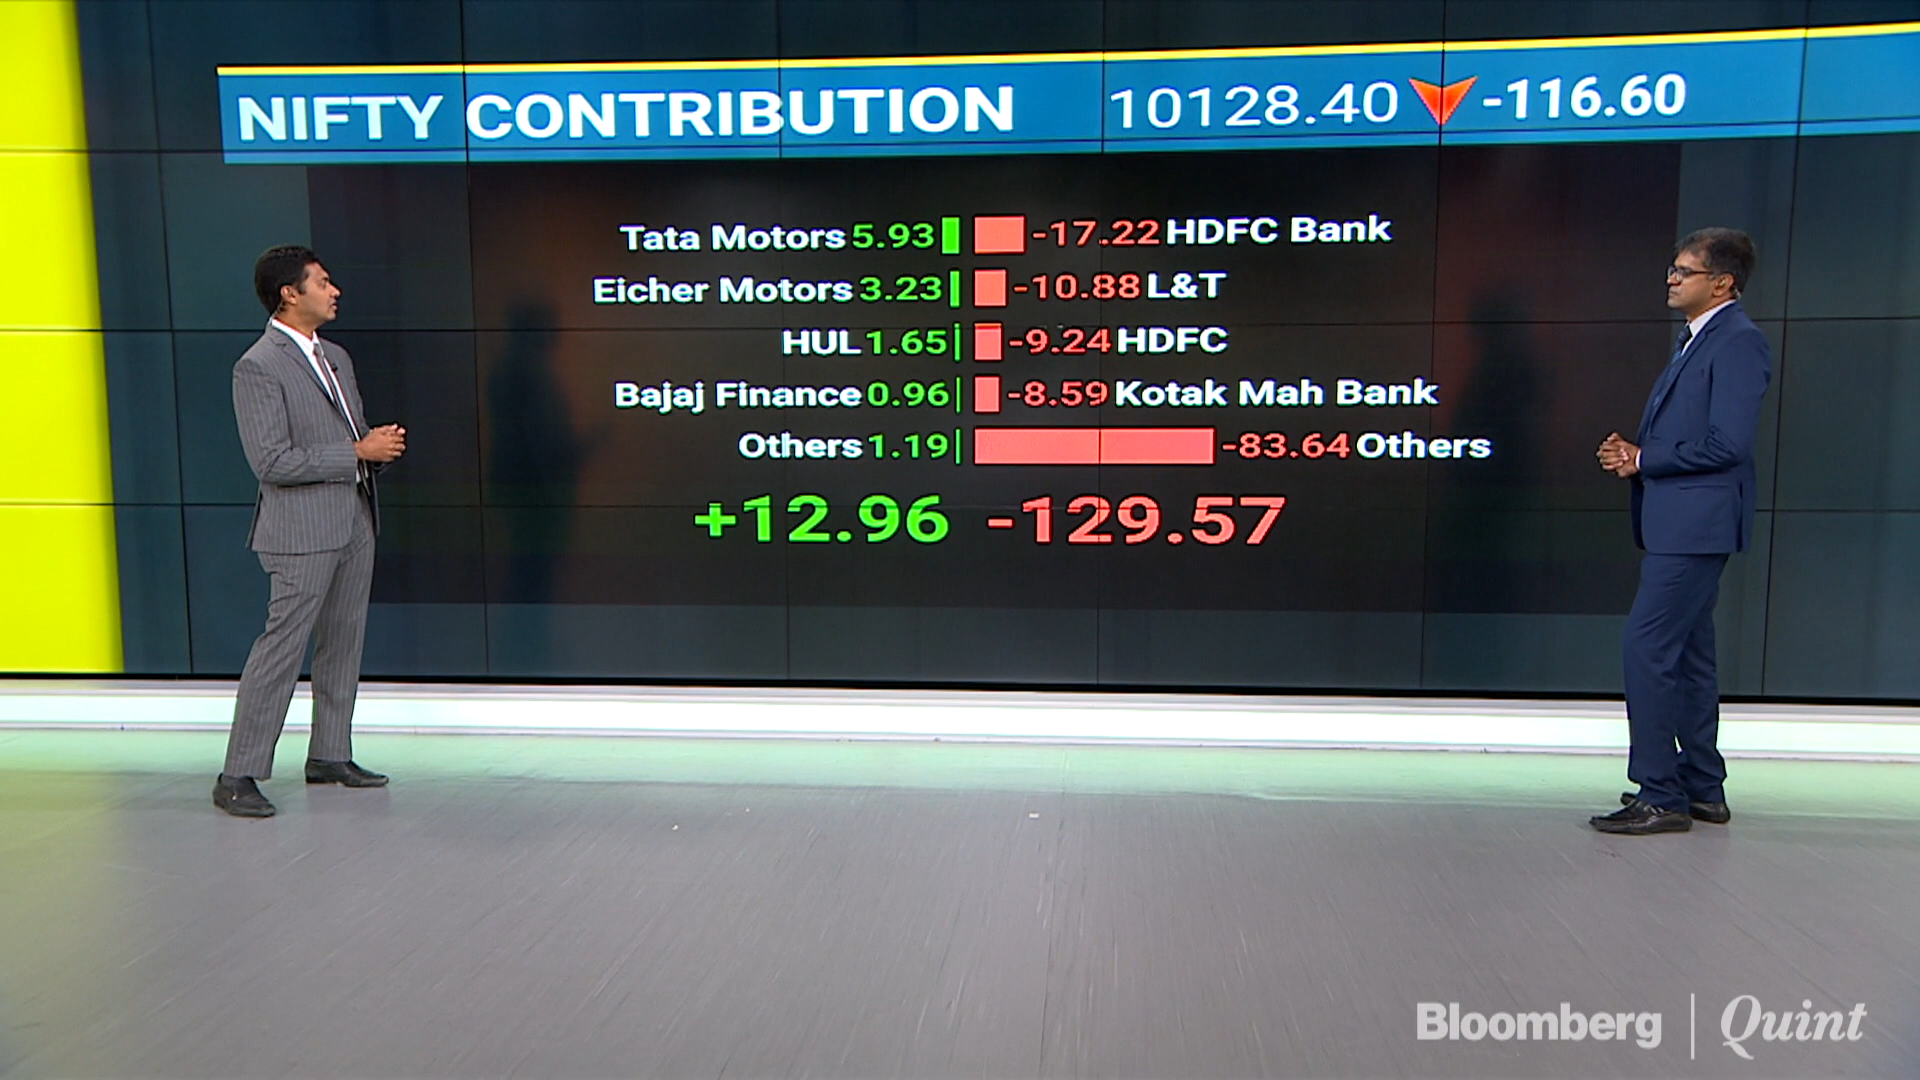 NIFTY CONTRIBUTION 10128.40 -116.60
Tata Motors 5.93 -17.22 HDFC Bank
Eicher Motors 3.23 -10.88 L&T
HUL 1.65 -9.24 HDFC
Bajaj Finance 0.96 -8.59 Kotak Mah Bank
Others 1.19 -83.64 Others
+12.96 -129.57
Bloomberg | Quint